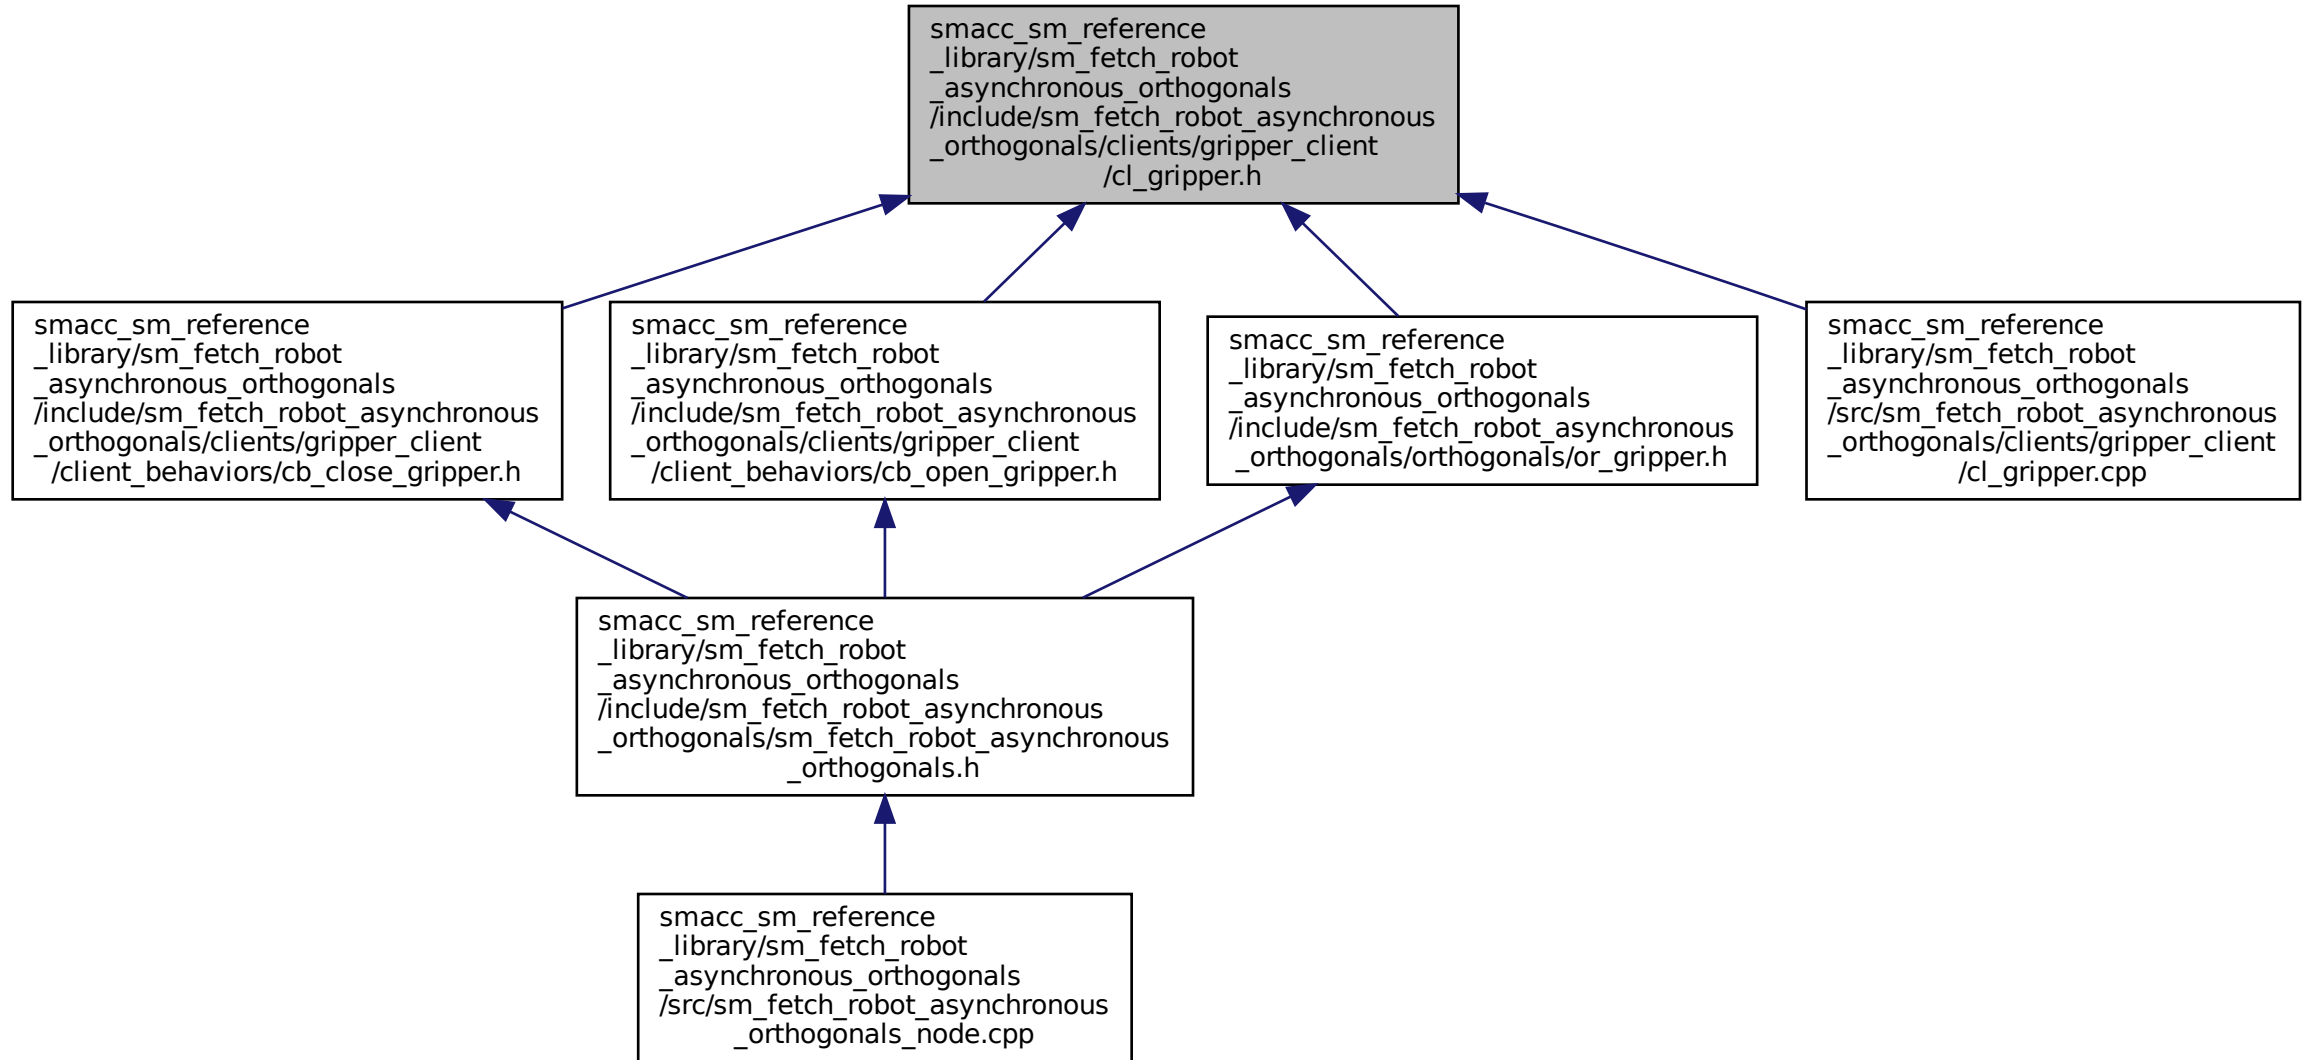 smacc_sm_reference
_library/sm_fetch_robot
_asynchronous_orthogonals
/include/sm_fetch_robot_asynchronous
_orthogonals/clients/gripper_client
/cl_gripper.h
smacc_sm_reference
_library/sm_fetch_robot
_asynchronous_orthogonals
/include/sm_fetch_robot_asynchronous
_orthogonals/clients/gripper_client
/client_behaviors/cb_close_gripper.h
smacc_sm_reference
_library/sm_fetch_robot
_asynchronous_orthogonals
/include/sm_fetch_robot_asynchronous
_orthogonals/clients/gripper_client
/client_behaviors/cb_open_gripper.h
smacc_sm_reference
_library/sm_fetch_robot
_asynchronous_orthogonals
/include/sm_fetch_robot_asynchronous
_orthogonals/orthogonals/or_gripper.h
smacc_sm_reference
_library/sm_fetch_robot
_asynchronous_orthogonals
/src/sm_fetch_robot_asynchronous
_orthogonals/clients/gripper_client
/cl_gripper.cpp
smacc_sm_reference
_library/sm_fetch_robot
_asynchronous_orthogonals
/include/sm_fetch_robot_asynchronous
_orthogonals/sm_fetch_robot_asynchronous
_orthogonals.h
smacc_sm_reference
_library/sm_fetch_robot
_asynchronous_orthogonals
/src/sm_fetch_robot_asynchronous
_orthogonals_node.cpp